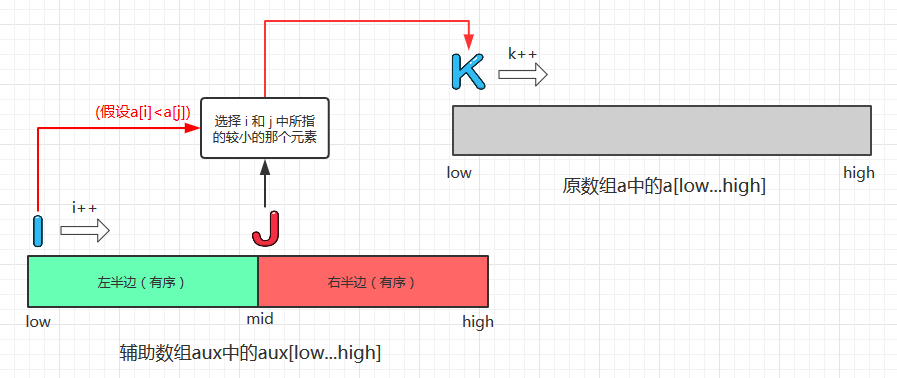 K
k++
(假设a[i]<a[j])
选择 i 和 j 中所指
的较小的那个元素
low
high
原数组a中的a[low...high]
i++
I
J
左半边（有序）
右半边（有序）
low
mid
high
辅助数组aux中的aux[low...high]